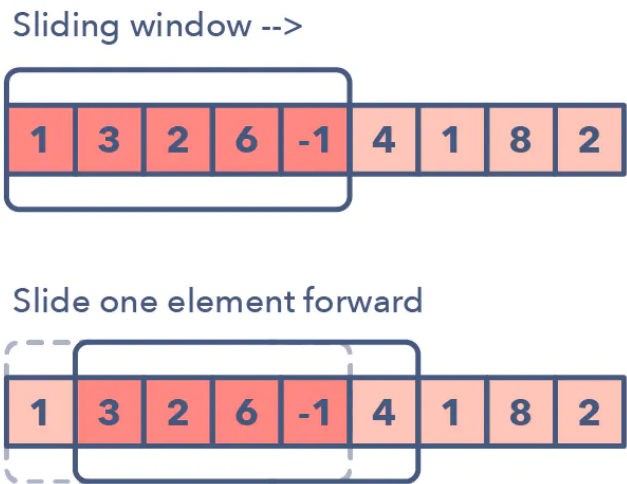 Sliding window -->
1 3 2 6 -1 4 1 8 2
Slide one element forward
1 3 2 6 -1 4 1 8 2